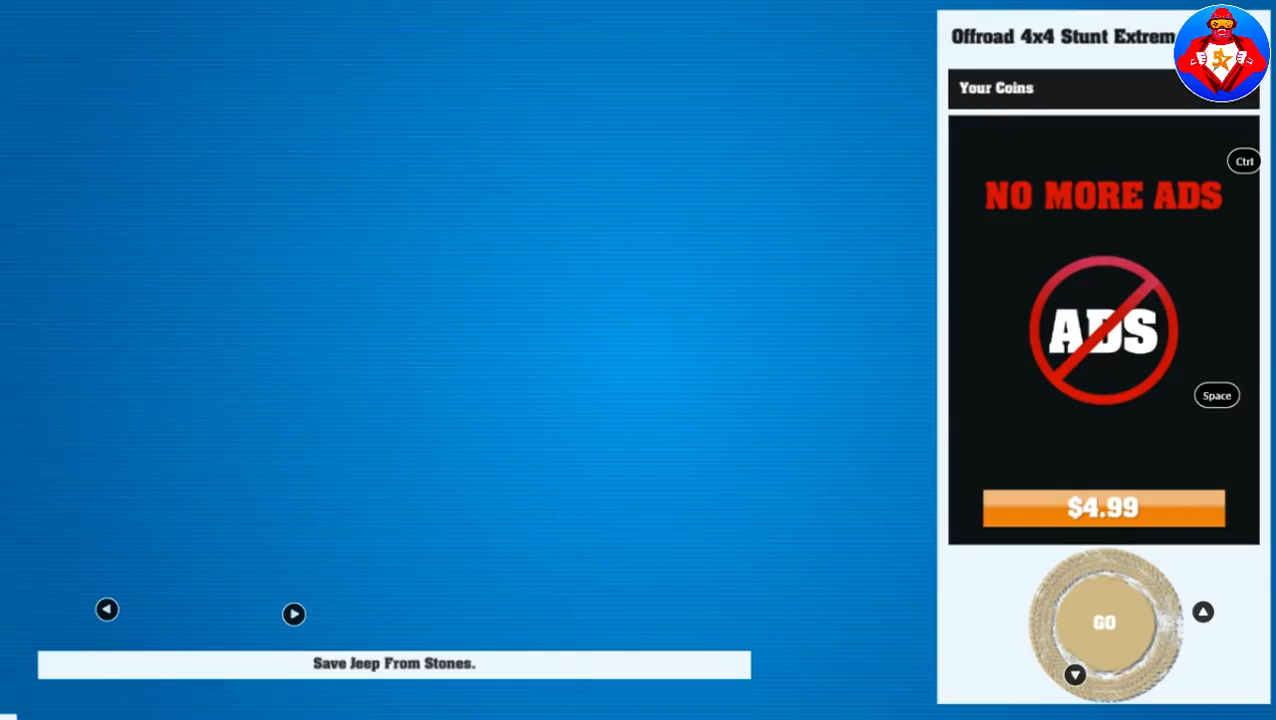 Offroad 4x4 Stunt Extrem
5
Your Coins
Ctrl
NO MORE ADS
ADS
Space
$4.99
GO
Save Jeep From Stones.